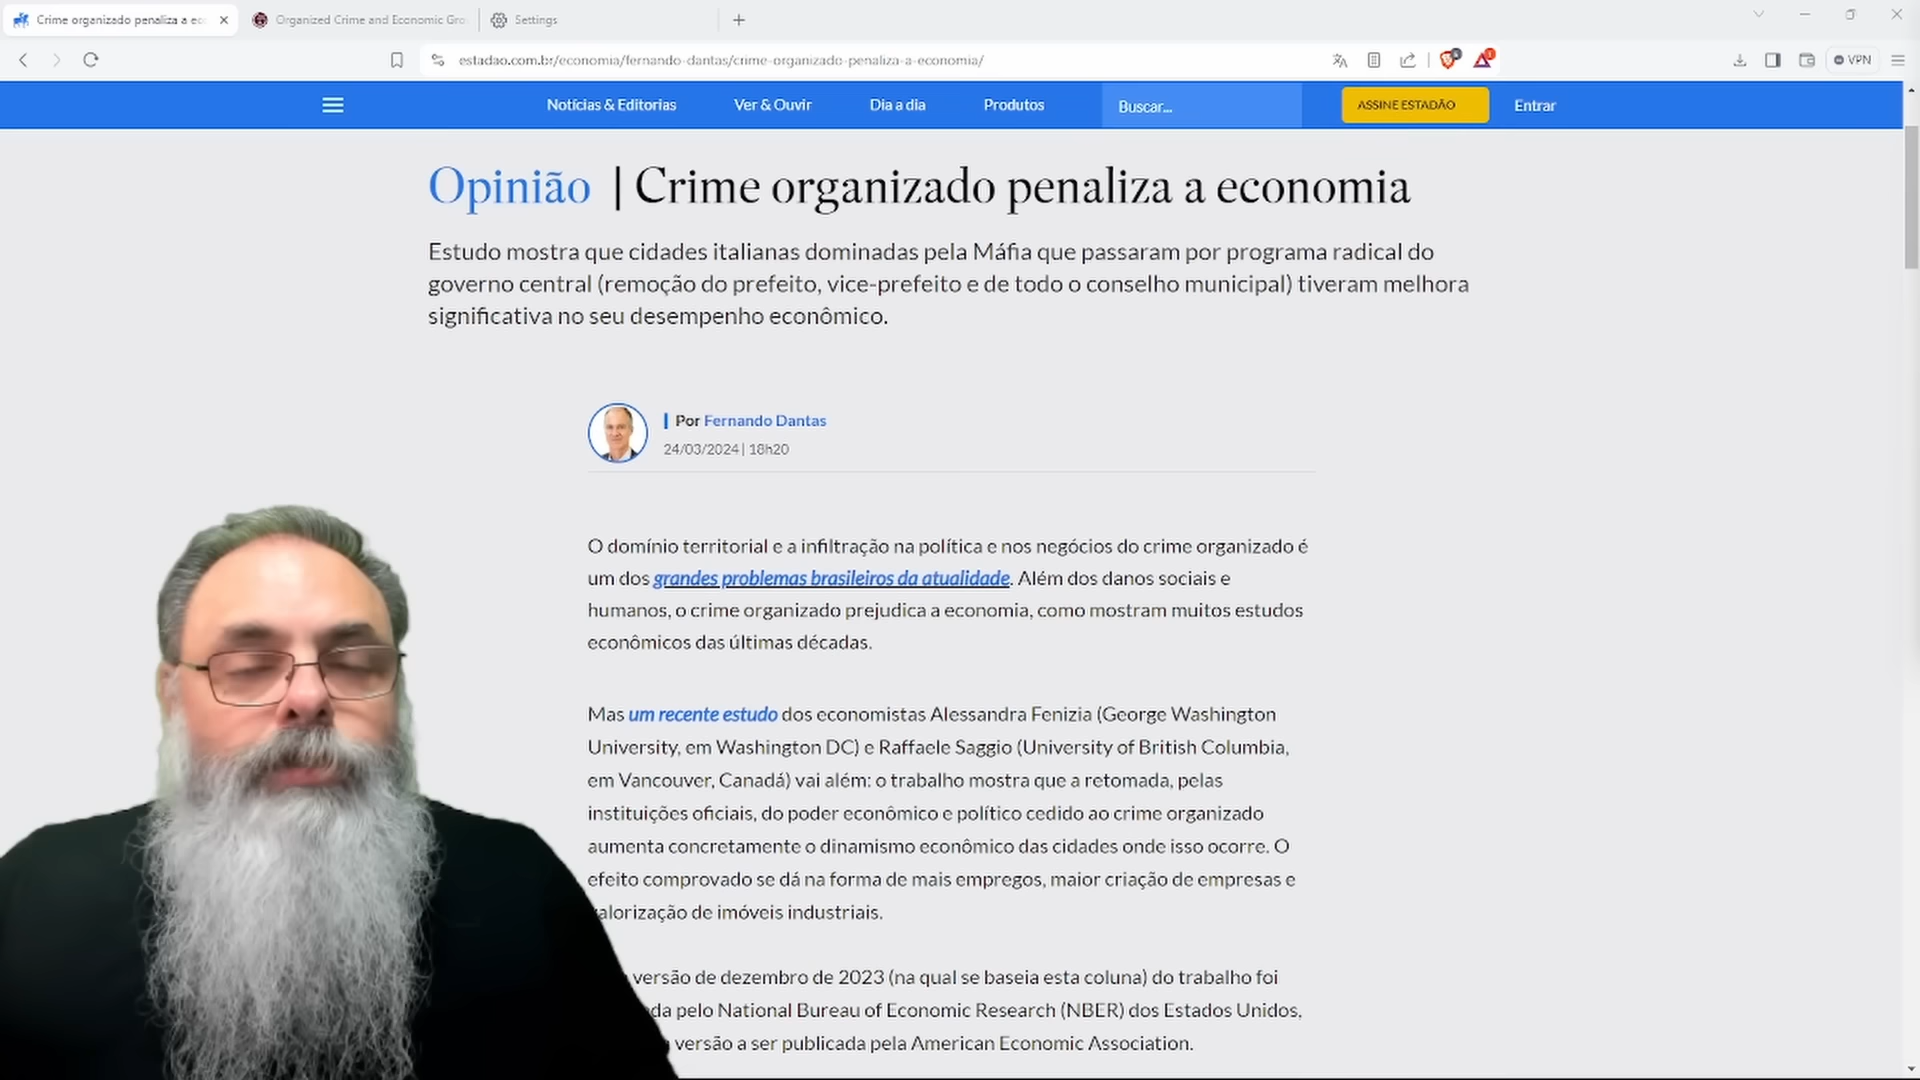 Crime organizado penaliza a eco
Organized Crime and Economic Gro
Settings
estadao.com.br/economia/fernando-dantas/crime-organizado-penaliza-a-economia/
VPN
Notícias & Editorias
Ver & Ouvir
Dia a dia
Produtos
Buscar...
ASSINE ESTADÃO
Entrar
Opinião | Crime organizado penaliza a economia
Estudo mostra que cidades italianas dominadas pela Máfia que passaram por programa radical do
governo central (remoção do prefeito, vice-prefeito e de todo o conselho municipal) tiveram melhora
significativa no seu desempenho econômico.
Por Fernando Dantas
24/03/2024 | 18h20
O domínio territorial e a infiltração na política e nos negócios do crime organizado é
um dos grandes problemas brasileiros da atualidade. Além dos danos sociais e
humanos, o crime organizado prejudica a economia, como mostram muitos estudos
econômicos das últimas décadas.
Mas um recente estudo dos economistas Alessandra Fenizia (George Washington
University, em Washington DC) e Raffaele Saggio (University of British Columbia,
em Vancouver, Canadá) vai além: o trabalho mostra que a retomada, pelas
instituições oficiais, do poder econômico e político cedido ao crime organizado
aumenta concretamente o dinamismo econômico das cidades onde isso ocorre. O
efeito comprovado se dá na forma de mais empregos, maior criação de empresas e
alorização de imóveis industriais.
versão de dezembro de 2023 (na qual se baseia esta coluna) do trabalho foi
da pelo National Bureau of Economic Research (NBER) dos Estados Unidos,
versão a ser publicada pela American Economic Association.